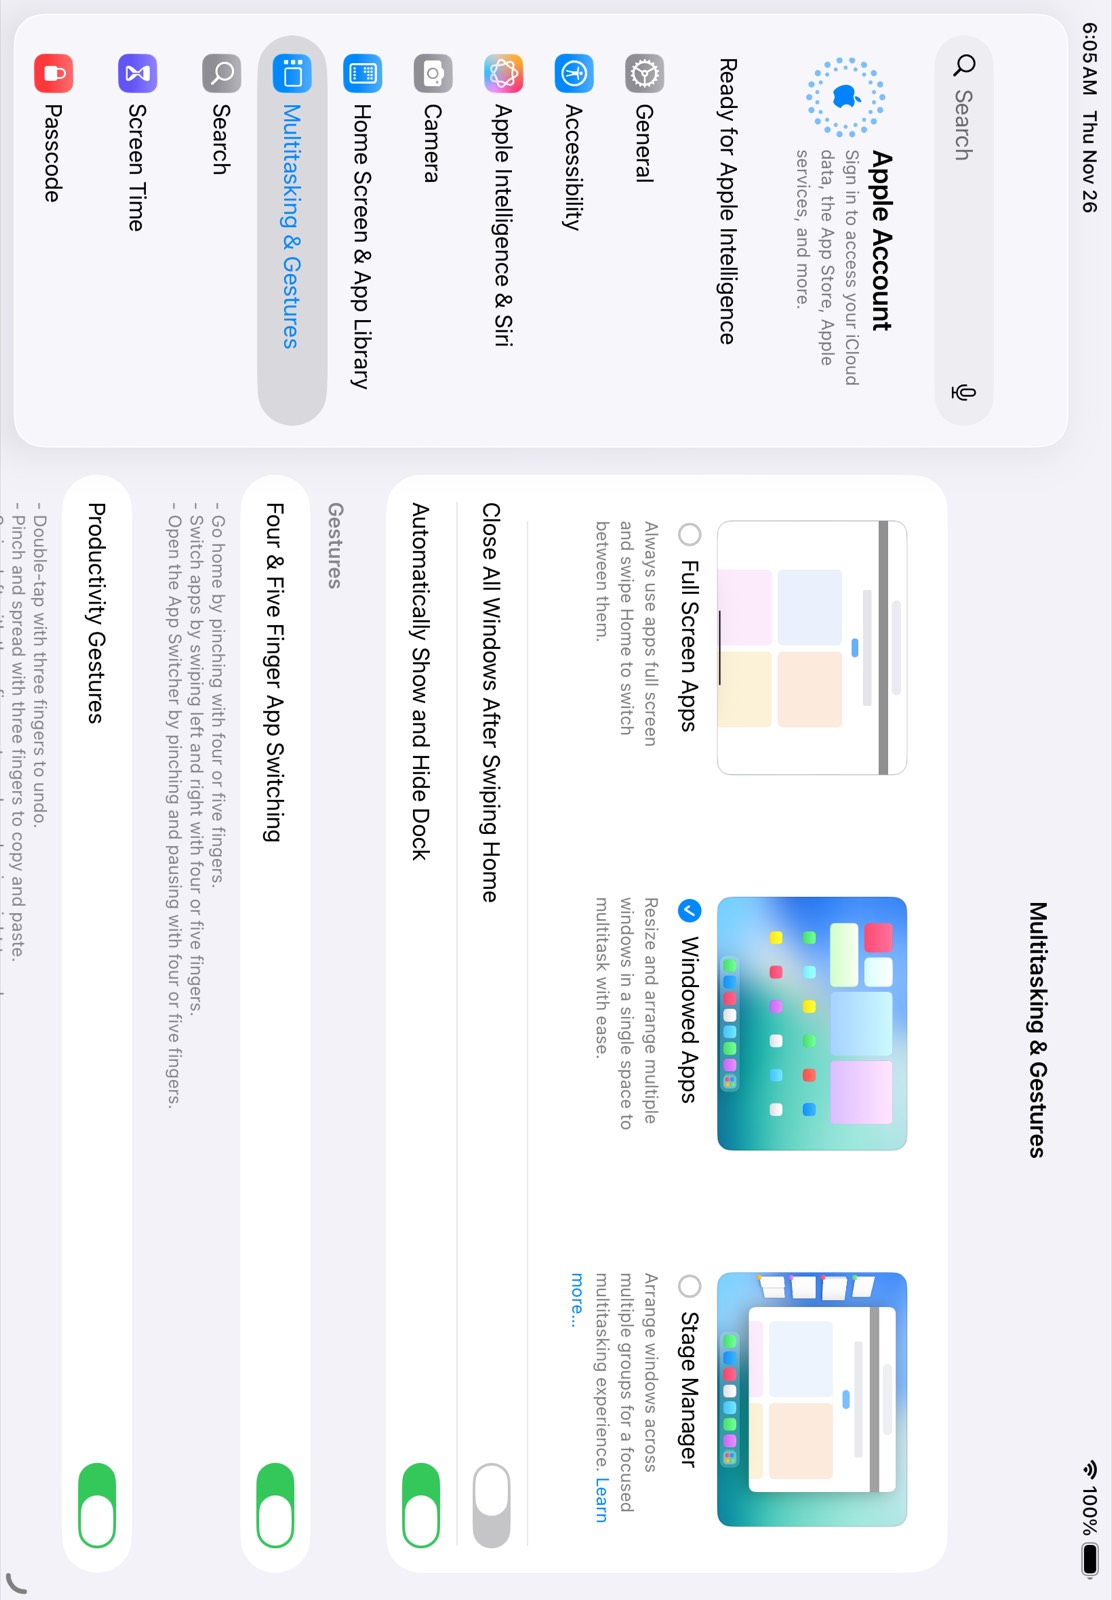 6:05 AM Thu Nov 26
100%
Search
Apple Account
Sign in to access your iCloud
data, the App Store, Apple
services, and more.
Ready for Apple Intelligence
General
Accessibility
Apple Intelligence & Siri
Camera
Home Screen & App Library
Multitasking & Gestures
Search
Screen Time
Passcode
Multitasking & Gestures
Full Screen Apps
Always use apps full screen
and swipe Home to switch
between them.
Windowed Apps
Resize and arrange multiple
windows in a single space to
multitask with ease.
Stage Manager
Arrange windows across
multiple groups for a focused
multitasking experience. Learn
more...
Close All Windows After Swiping Home
Automatically Show and Hide Dock
Gestures
Four & Five Finger App Switching
- Go home by pinching with four or five fingers.
- Switch apps by swiping left and right with four or five fingers.
- Open the App Switcher by pinching and pausing with four or five fingers.
Productivity Gestures
- Double-tap with three fingers to undo.
- Pinch and spread with three fingers to copy and paste.